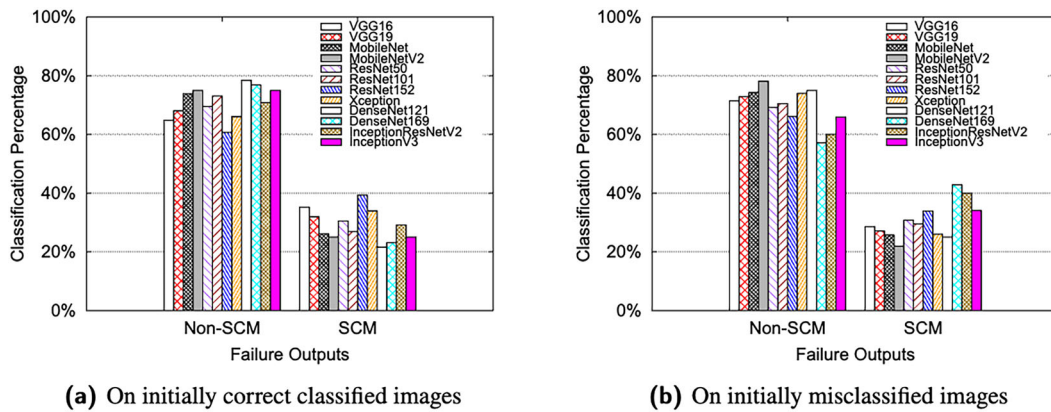 100%
80%
60%
40%
20%
0%
Classification Percentage
VGG16
VGG19
MobileNet
MobileNetV2
ResNet50
ResNet101
ResNet152
Xception
DenseNet121
DenseNet169
InceptionResNetV2
InceptionV3
Non-SCM SCM
Failure Outputs
(a) On initially correct classified images
100%
80%
60%
40%
20%
0%
Classification Percentage
VGG16
VGG19
MobileNet
MobileNetV2
ResNet50
ResNet101
ResNet152
Xception
DenseNet121
DenseNet169
InceptionResNetV2
InceptionV3
Non-SCM SCM
Failure Outputs
(b) On initially misclassified images